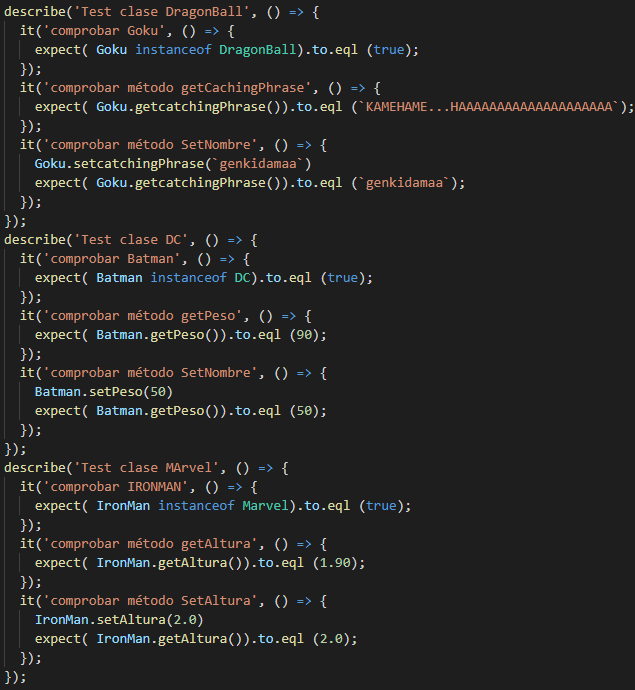 describe('Test clase DragonBall', () => {
  it('comprobar Goku', () => {
    expect( Goku instanceof DragonBall).to.eql (true);
  });
  it('comprobar método getCachingPhrase', () => {
    expect( Goku.getcatchingPhrase()).to.eql (`KAMEHAME...HAAAAAAAAAAAAAAAAAAAA`);
  });
  it('comprobar método SetNombre', () => {
    Goku.setcatchingPhrase(`genkidamaa`)
    expect( Goku.getcatchingPhrase()).to.eql (`genkidamaa`);
  });
});
describe('Test clase DC', () => {
  it('comprobar Batman', () => {
    expect( Batman instanceof DC).to.eql (true);
  });
  it('comprobar método getPeso', () => {
    expect( Batman.getPeso()).to.eql (90);
  });
  it('comprobar método SetNombre', () => {
    Batman.setPeso(50)
    expect( Batman.getPeso()).to.eql (50);
  });
});
describe('Test clase MArvel', () => {
  it('comprobar IRONMAN', () => {
    expect( IronMan instanceof Marvel).to.eql (true);
  });
  it('comprobar método getAltura', () => {
    expect( IronMan.getAltura()).to.eql (1.90);
  });
  it('comprobar método SetAltura', () => {
    IronMan.setAltura(2.0)
    expect( IronMan.getAltura()).to.eql (2.0);
  });
});